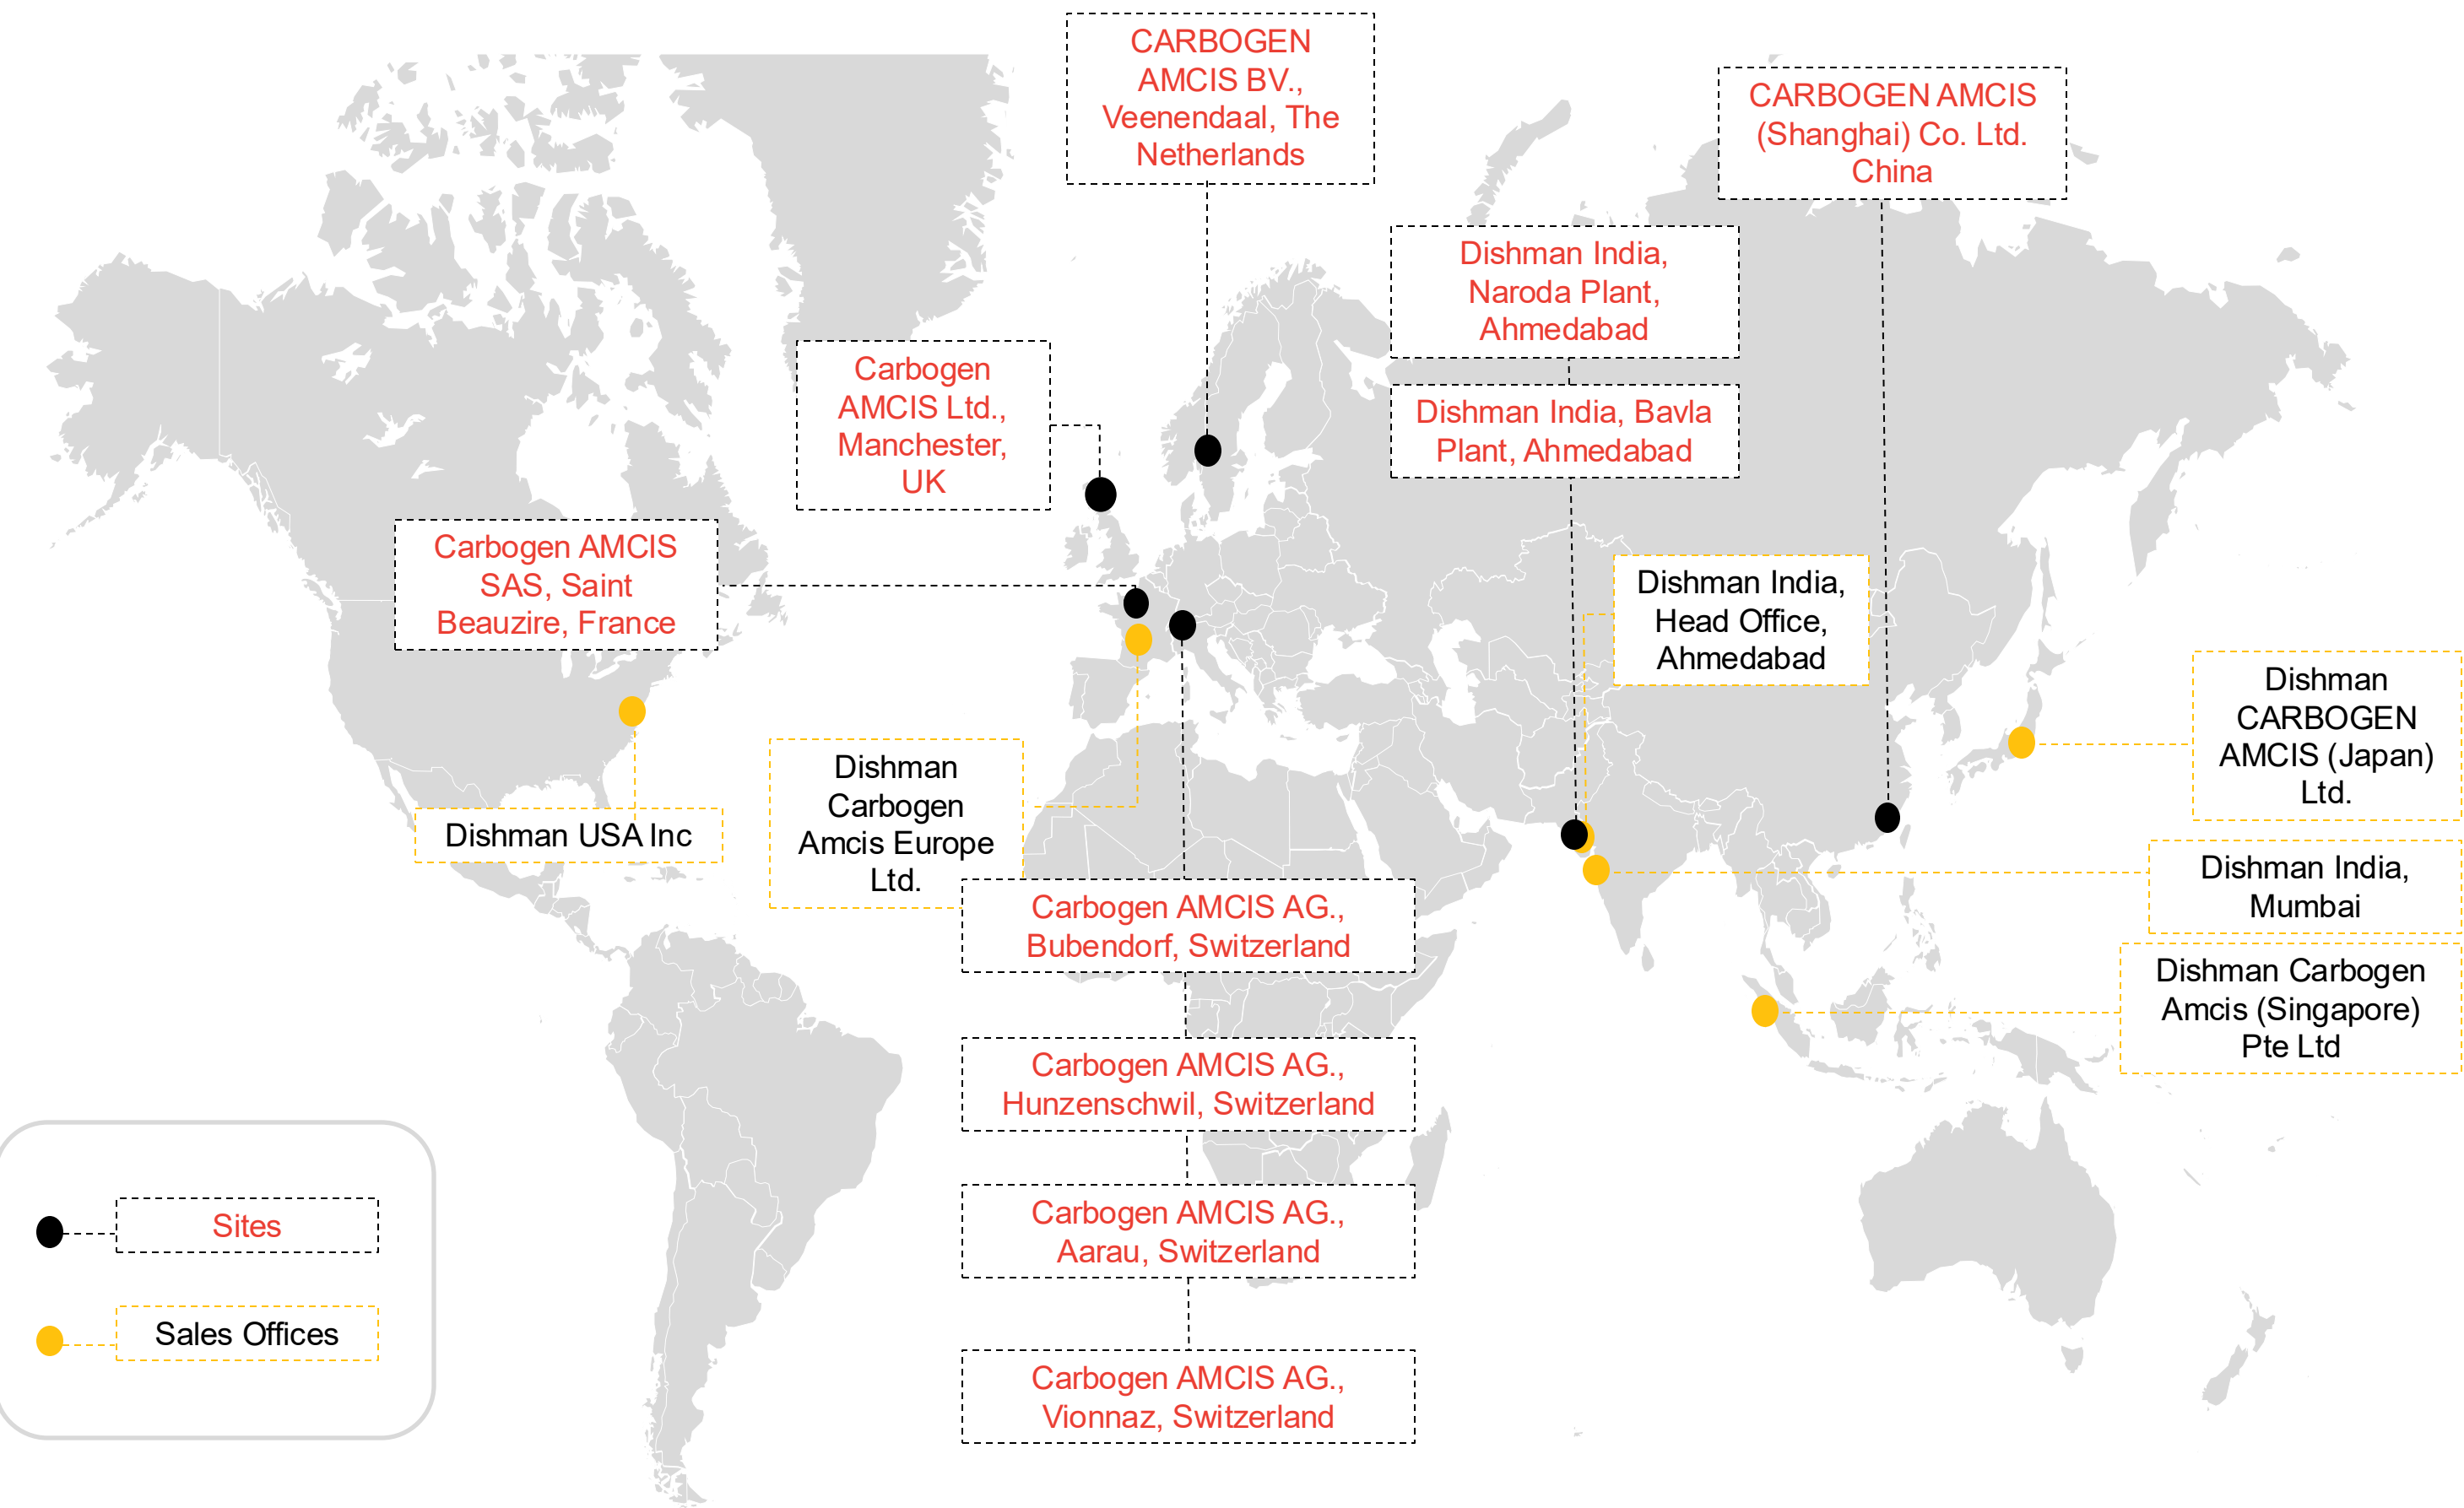 CARBOGEN
AMCIS BV.,
Veenendaal, The
Netherlands
CARBOGEN AMCIS
(Shanghai) Co. Ltd.
China
Dishman India,
Naroda Plant,
Ahmedabad
Carbogen
AMCIS Ltd.,
Manchester,
UK
Dishman India, Bavla
Plant, Ahmedabad
Carbogen AMCIS
SAS, Saint
Beauzire, France
Dishman India,
Head Office,
Ahmedabad
Dishman
CARBOGEN
AMCIS (Japan)
Ltd.
Dishman
Carbogen
Amcis Europe
Ltd.
Dishman USA Inc
Dishman India,
Mumbai
Carbogen AMCIS AG.,
Bubendorf, Switzerland
Dishman Carbogen
Amcis (Singapore)
Pte Ltd
Carbogen AMCIS AG.,
Hunzenschwil, Switzerland
Carbogen AMCIS AG.,
Aarau, Switzerland
Carbogen AMCIS AG.,
Vionnaz, Switzerland
Sites
Sales Offices